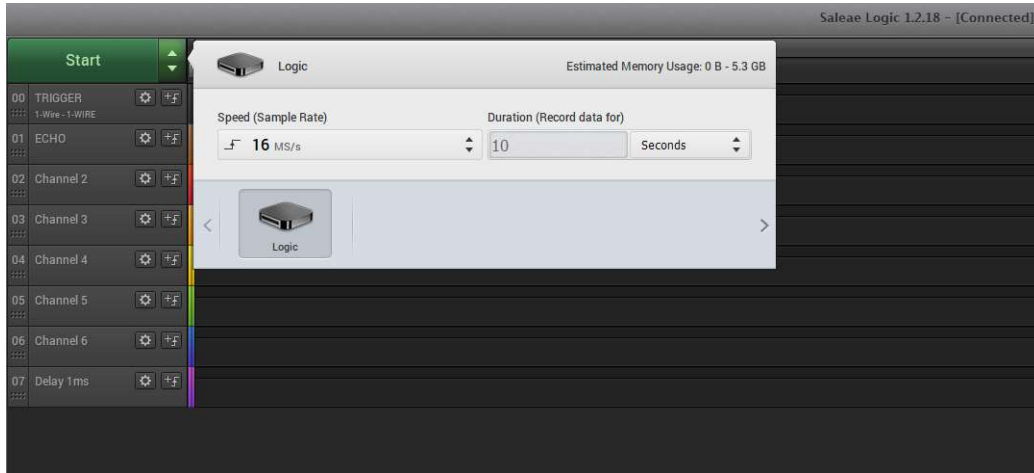 Saleae Logic 1.2.18 - [Connected]
Start
Logic
Estimated Memory Usage: 0 B - 5.3 GB
Speed (Sample Rate)
Duration (Record data for)
16 MS/s
10
Seconds
Logic
00 TRIGGER
1-Wire - 1-WIRE
01 ECHO
02 Channel 2
03 Channel 3
04 Channel 4
05 Channel 5
06 Channel 6
07 Delay 1ms